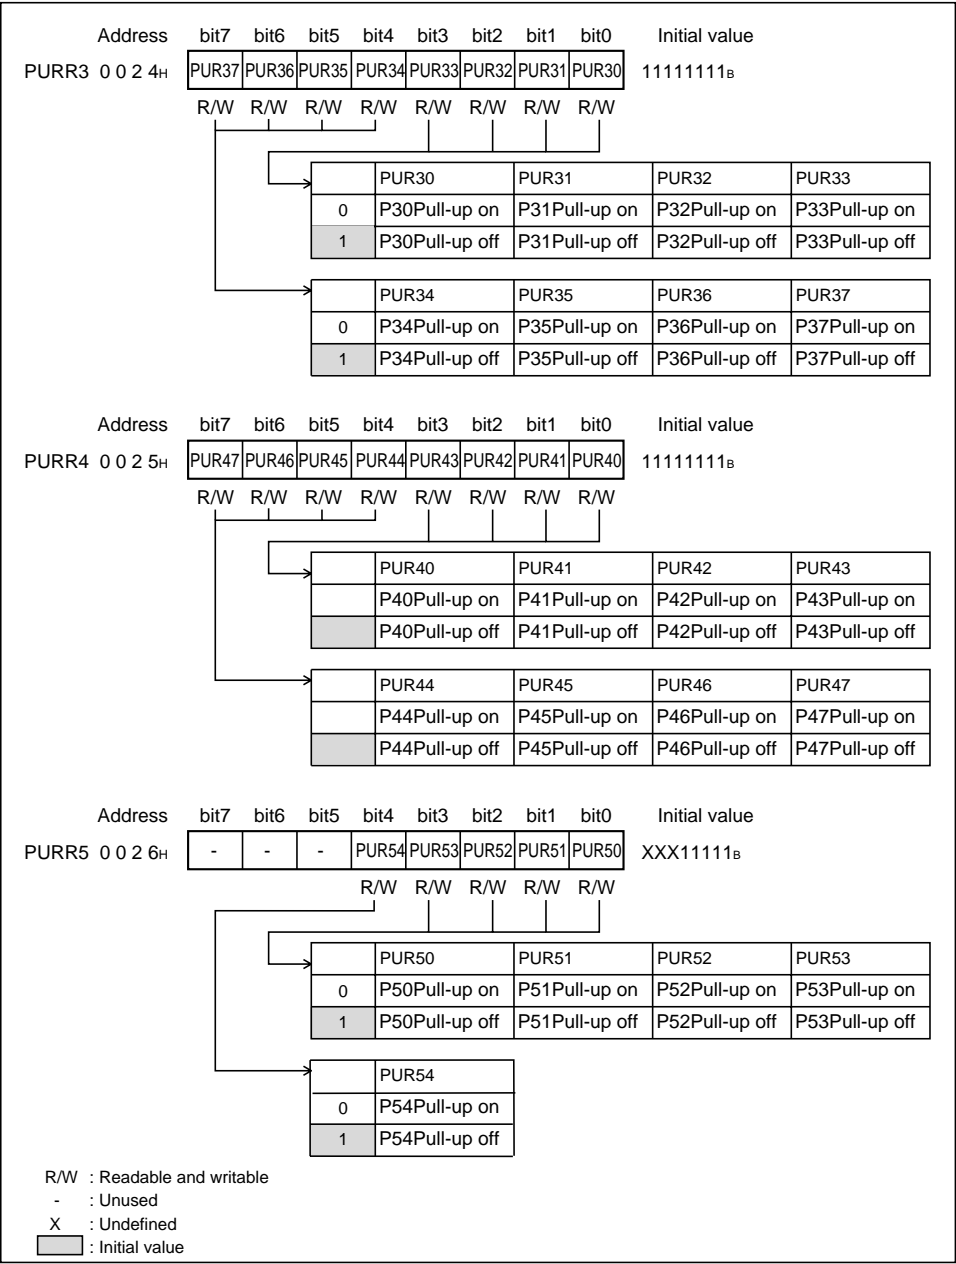 Address bit7 bit6 bit5 bit4 bit3 bit2 bit1 bit0 Initial value
PURR3 0 0 2 4H PUR37 PUR36 PUR35 PUR34 PUR33 PUR32 PUR31 PUR30 11111111B
R/W R/W R/W R/W R/W R/W R/W R/W
PUR30 PUR31 PUR32 PUR33
0 P30Pull-up on P31Pull-up on P32Pull-up on P33Pull-up on
1 P30Pull-up off P31Pull-up off P32Pull-up off P33Pull-up off
PUR34 PUR35 PUR36 PUR37
0 P34Pull-up on P35Pull-up on P36Pull-up on P37Pull-up on
1 P34Pull-up off P35Pull-up off P36Pull-up off P37Pull-up off
Address bit7 bit6 bit5 bit4 bit3 bit2 bit1 bit0 Initial value
PURR4 0 0 2 5H PUR47 PUR46 PUR45 PUR44 PUR43 PUR42 PUR41 PUR40 11111111B
R/W R/W R/W R/W R/W R/W R/W R/W
PUR40 PUR41 PUR42 PUR43
P40Pull-up on P41Pull-up on P42Pull-up on P43Pull-up on
P40Pull-up off P41Pull-up off P42Pull-up off P43Pull-up off
PUR44 PUR45 PUR46 PUR47
P44Pull-up on P45Pull-up on P46Pull-up on P47Pull-up on
P44Pull-up off P45Pull-up off P46Pull-up off P47Pull-up off
Address bit7 bit6 bit5 bit4 bit3 bit2 bit1 bit0 Initial value
PURR5 0 0 2 6H - - - PUR54 PUR53 PUR52 PUR51 PUR50 XXX11111B
R/W R/W R/W R/W R/W
PUR50 PUR51 PUR52 PUR53
0 P50Pull-up on P51Pull-up on P52Pull-up on P53Pull-up on
1 P50Pull-up off P51Pull-up off P52Pull-up off P53Pull-up off
PUR54
0 P54Pull-up on
1 P54Pull-up off
R/W : Readable and writable
- : Unused
X : Undefined
: Initial value